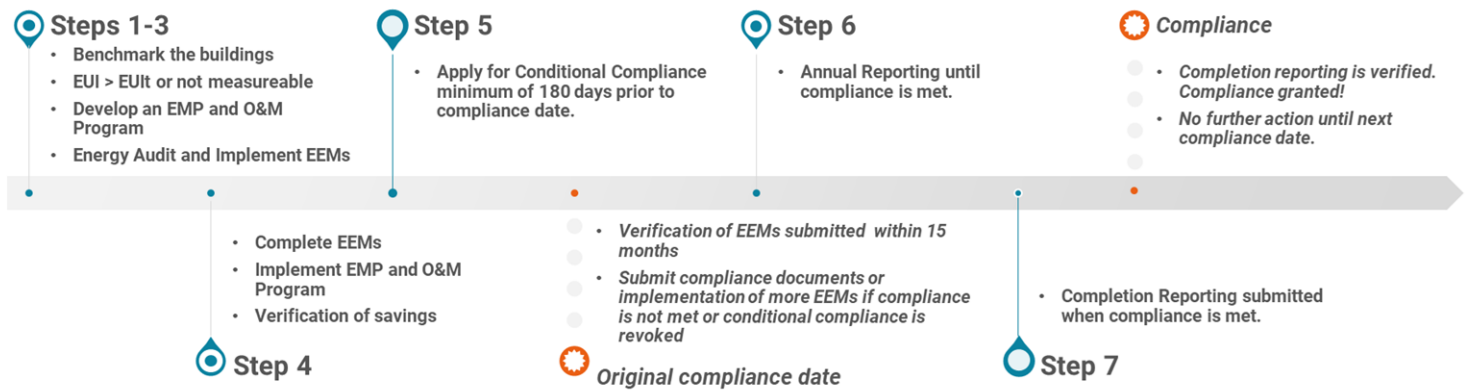 Steps 1-3
• Benchmark the buildings
• EUI > EUIt or not measureable
• Develop an EMP and O&M
Program
• Energy Audit and Implement EEMs
Step 5
• Apply for Conditional Compliance
minimum of 180 days prior to
compliance date.
Step 6
• Annual Reporting until
compliance is met.
Compliance
• Completion reporting is verified.
Compliance granted!
• No further action until next
compliance date.
• Complete EEMs
• Implement EMP and O&M
Program
• Verification of savings
Step 4
• Verification of EEMs submitted within 15
months
• Submit compliance documents or
implementation of more EEMs if compliance
is not met or conditional compliance is
revoked
Original compliance date
• Completion Reporting submitted
when compliance is met.
Step 7